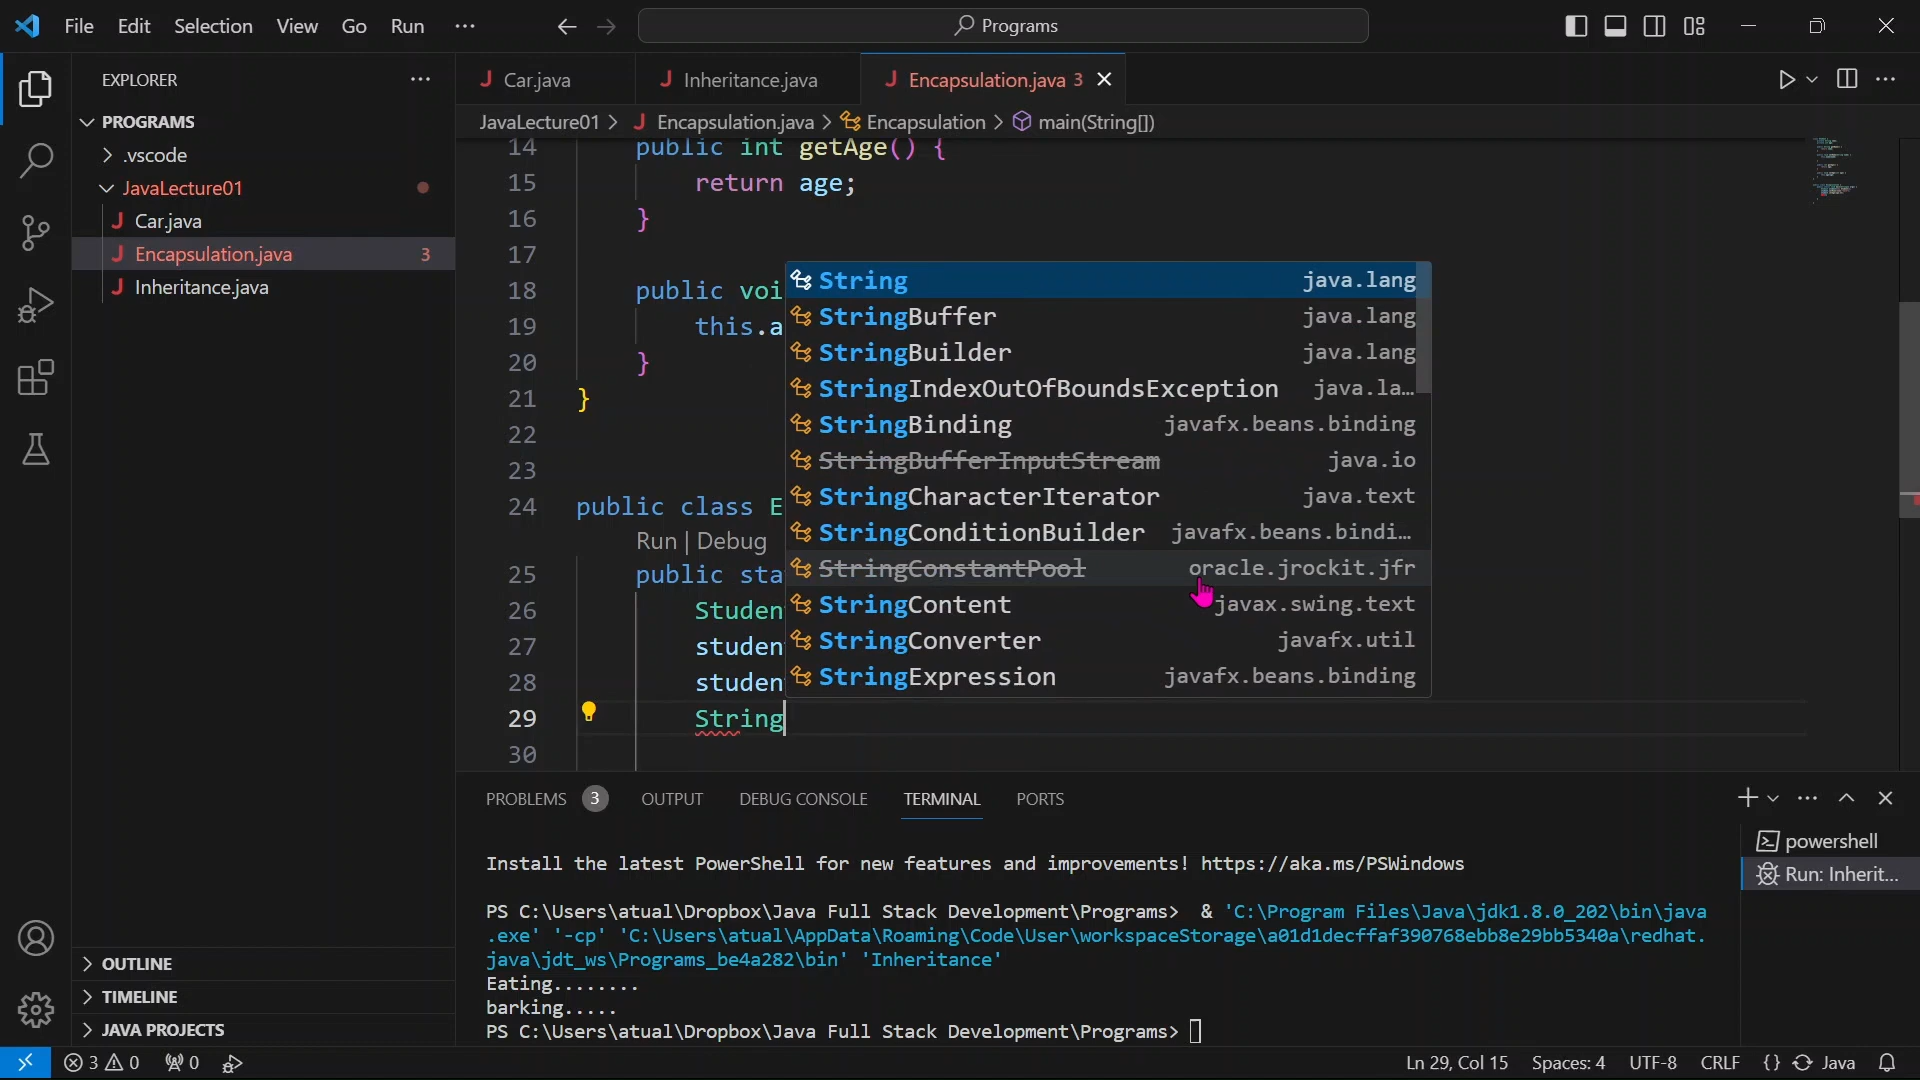 File Edit Selection View Go Run ···
Programs
EXPLORER
PROGRAMS
.vscode
JavaLecture01
Car.java
Encapsulation.java 3
Inheritance.java
OUTLINE
TIMELINE
JAVA PROJECTS
Car.java Inheritance.java Encapsulation.java 3
JavaLecture01 > Encapsulation.java > Encapsulation > main(String[])
14 public int getAge() {
15 return age;
16 }
17
18 public voi
19 this.a
20 }
21 }
22
23
24 public class E
Run | Debug
25 public sta
26 Studen
27 studen
28 studen
29 String
30
String java.lang
StringBuffer java.lang
StringBuilder java.lang
StringIndexOutOfBoundsException java.la…
StringBinding javafx.beans.binding
StringBufferInputStream java.io
StringCharacterIterator java.text
StringConditionBuilder javafx.beans.bindi…
StringConstantPool oracle.jrockit.jfr
StringContent javax.swing.text
StringConverter javafx.util
StringExpression javafx.beans.binding
PROBLEMS 3 OUTPUT DEBUG CONSOLE TERMINAL PORTS
Install the latest PowerShell for new features and improvements! https://aka.ms/PSWindows
PS C:\Users\atual\Dropbox\Java Full Stack Development\Programs> & 'C:\Program Files\Java\jdk1.8.0_202\bin\java
.exe' '-cp' 'C:\Users\atual\AppData\Roaming\Code\User\workspaceStorage\a01d1decffaf390768ebb8e29bb5340a\redhat.
java\jdt_ws\Programs_be4a282\bin' 'Inheritance'
Eating........
barking.....
PS C:\Users\atual\Dropbox\Java Full Stack Development\Programs>
powershell
Run: Inherit...
3 0 0 Ln 29, Col 15 Spaces: 4 UTF-8 CRLF {} Java